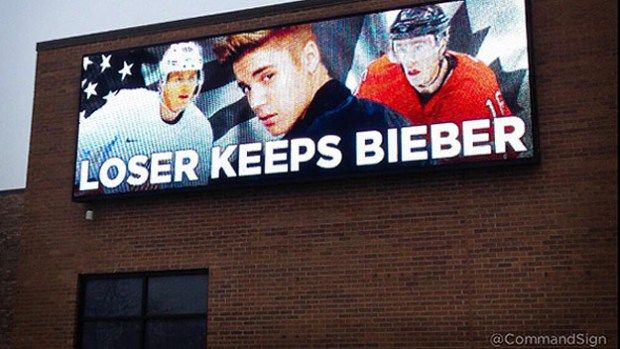 LOSER KEEPS BIEBER
@CommandSign